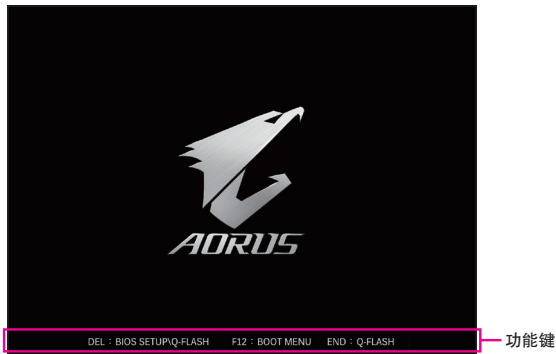 AORUS
DEL : BIOS SETUP\Q-FLASH F12 : BOOT MENU END : Q-FLASH
功能键